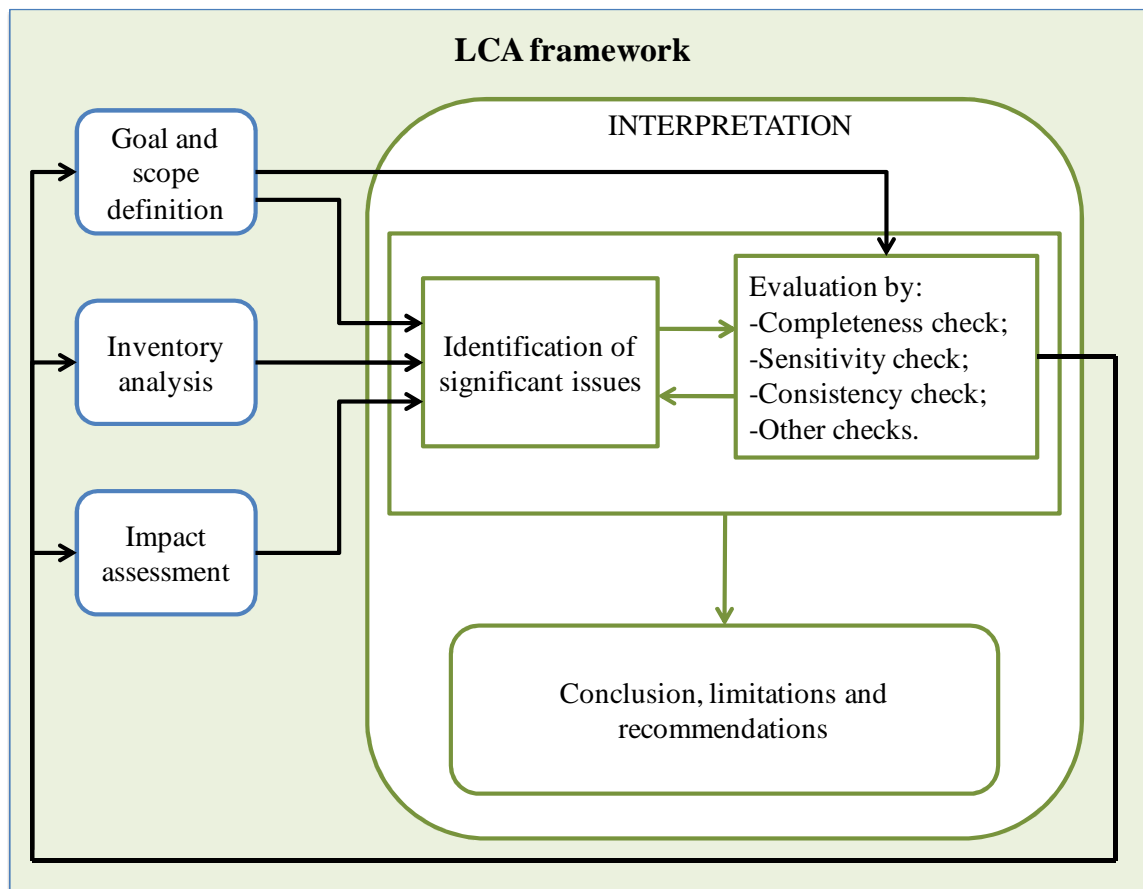 LCA framework
Goal and
scope
definition
INTERPRETATION
Inventory
analysis
Identification of
significant issues
Evaluation by:
-Completeness check;
-Sensitivity check;
-Consistency check;
-Other checks.
Impact
assessment
Conclusion, limitations and
recommendations